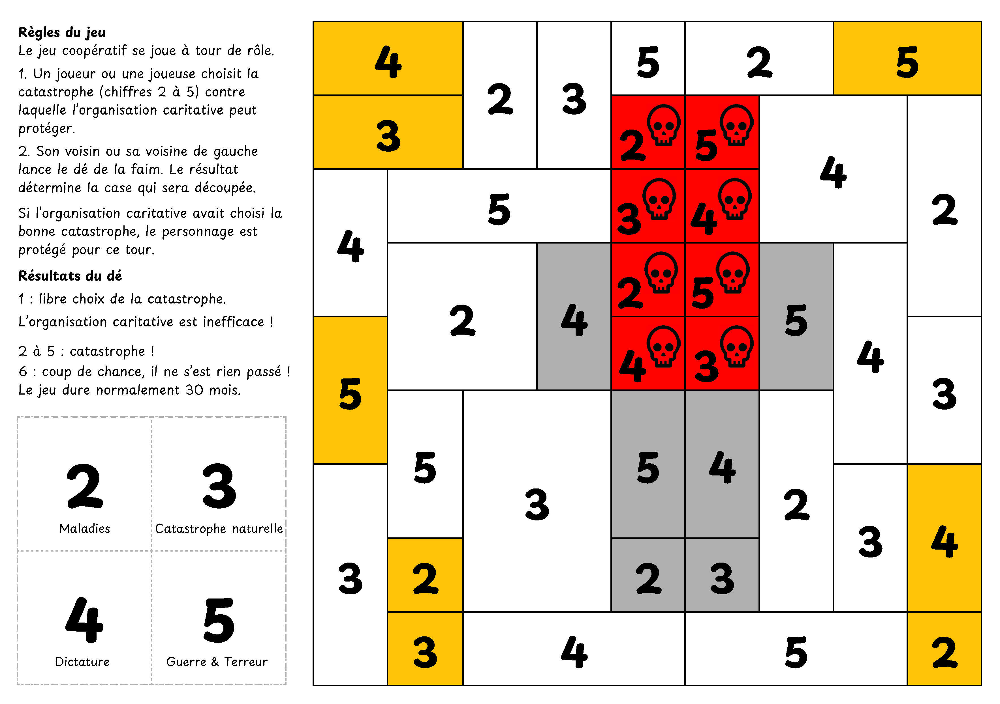 Règles du jeu
Le jeu coopératif se joue à tour de rôle.
1. Un joueur ou une joueuse choisit la
catastrophe (chiffres 2 à 5) contre
laquelle l'organisation caritative peut
protéger.
2. Son voisin ou sa voisine de gauche
lance le dé de la faim. Le résultat
détermine la case qui sera découpée.
Si l'organisation caritative avait choisi la
bonne catastrophe, le personnage est
protégé pour ce tour.
Résultats du dé
1 : libre choix de la catastrophe.
L'organisation caritative est inefficace !
2 à 5 : catastrophe !
6 : coup de chance, il ne s'est rien passé !
Le jeu dure normalement 30 mois.
2 3
Maladies Catastrophe naturelle
4 5
Dictature Guerre & Terreur
4 5 2 5
2 3
3 2 5
4
5 3 4 2
4
2 5
2 4 5
4
4 3
5 3
5 5 4
3 2
3 4
3 2 2 3
3 4 5 2